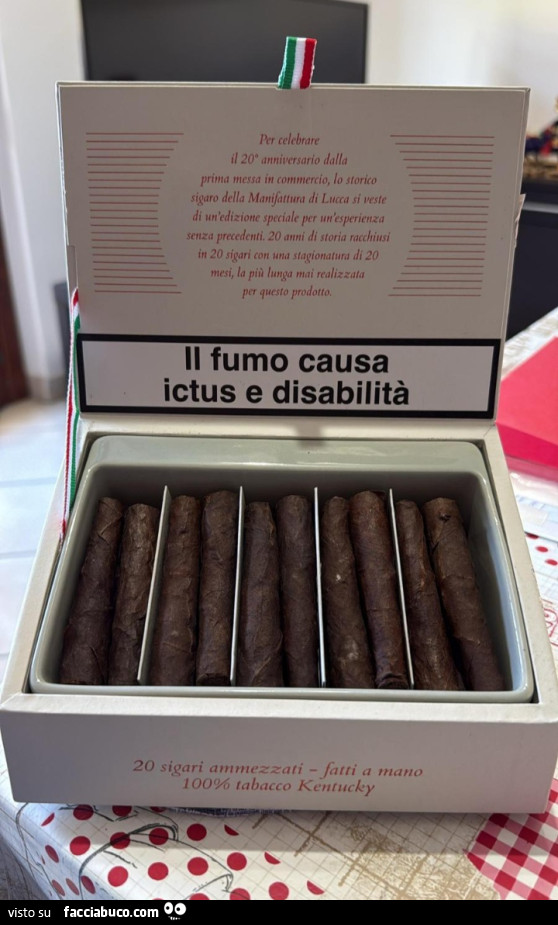 Per celebrare
il 20° anniversario dalla
prima messa in commercio, lo storico
sigaro della Manifattura di Lucca si veste
di un'edizione speciale per un'esperienza
senza precedenti. 20 anni di storia racchiusi
in 20 sigari con una stagionatura di 20
mesi, la più lunga mai realizzata
per questo prodotto.
Il fumo causa
ictus e disabilità
20 sigari ammezzati - fatti a mano
100% tabacco Kentucky
visto su facciabuco.com